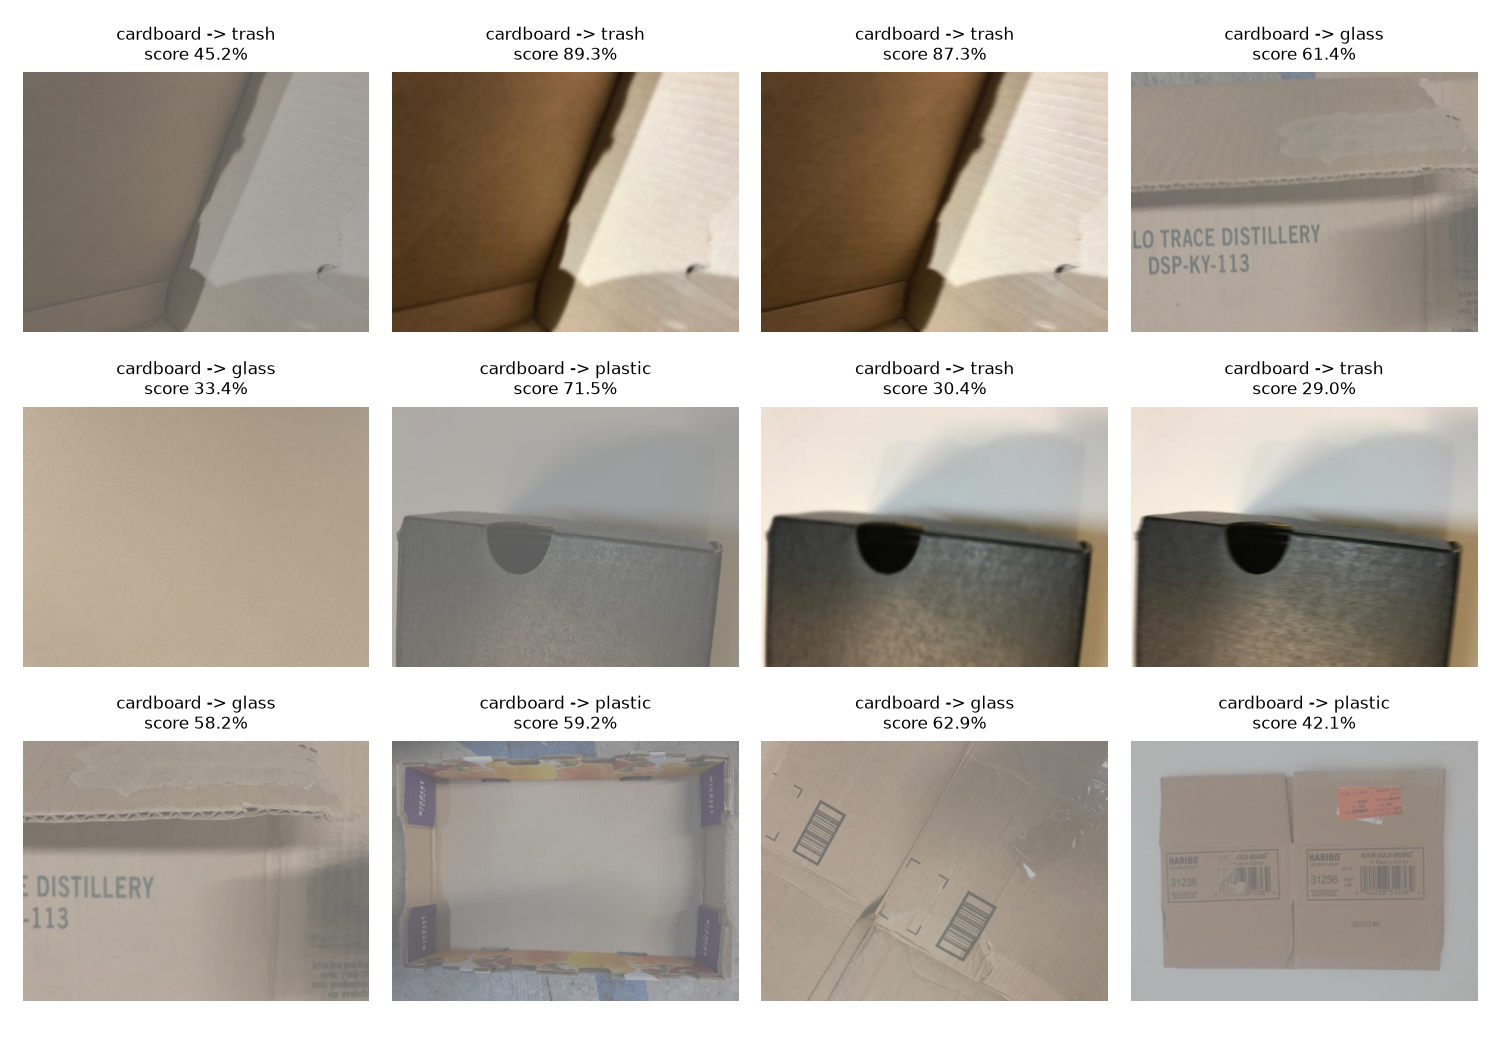 cardboard -> trash
score 45.2%
cardboard -> trash
score 89.3%
cardboard -> trash
score 87.3%
cardboard -> glass
score 61.4%
LO TRACE DISTILLERY
DSP-KY-113
cardboard -> glass
score 33.4%
cardboard -> plastic
score 71.5%
cardboard -> trash
score 30.4%
cardboard -> trash
score 29.0%
cardboard -> glass
score 58.2%
E DISTILLERY
-113
cardboard -> plastic
score 59.2%
cardboard -> glass
score 62.9%
cardboard -> plastic
score 42.1%
HARIBO
31236
HARIBO
31236